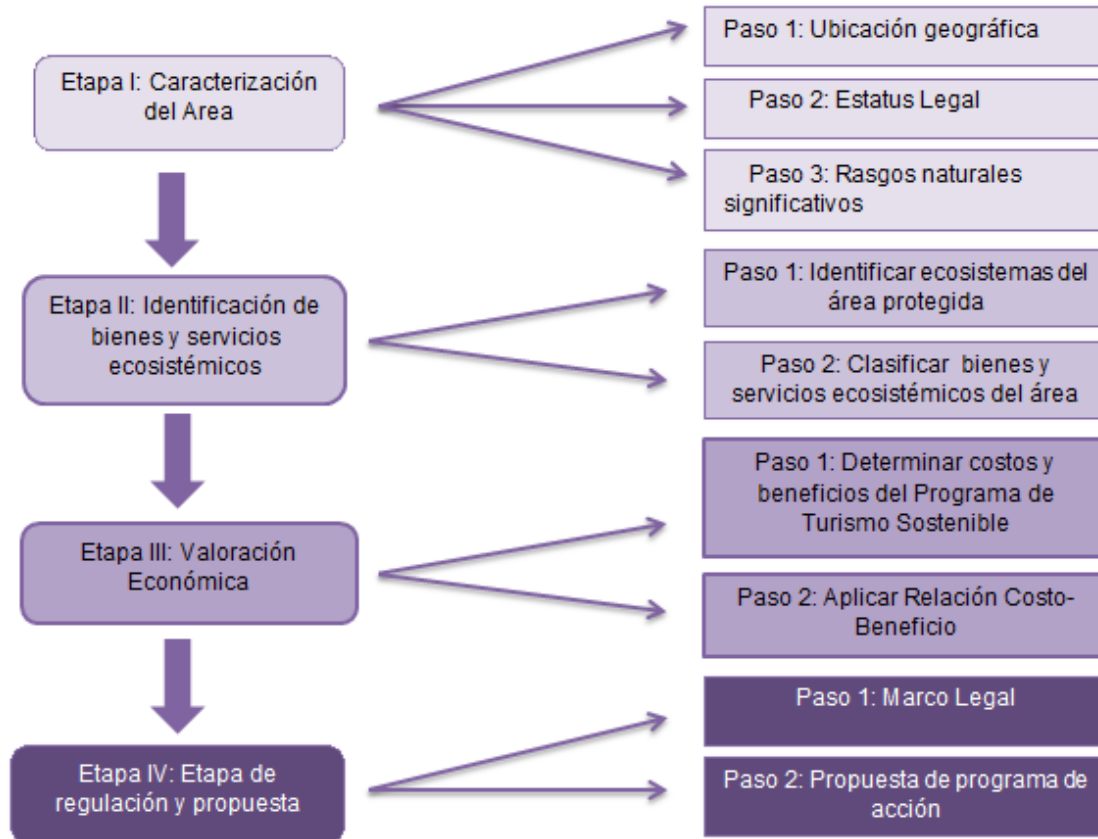 Etapa I: Caracterización
del Area
Paso 1: Ubicación geográfica
Paso 2: Estatus Legal
Paso 3: Rasgos naturales
significativos
Etapa II: Identificación de
bienes y servicios
ecosistémicos
Paso 1: Identificar ecosistemas del
área protegida
Paso 2: Clasificar bienes y
servicios ecosistémicos del área
Etapa III: Valoración
Económica
Paso 1: Determinar costos y
beneficios del Programa de
Turismo Sostenible
Paso 2: Aplicar Relación Costo-
Beneficio
Etapa IV: Etapa de
regulación y propuesta
Paso 1: Marco Legal
Paso 2: Propuesta de programa de
acción